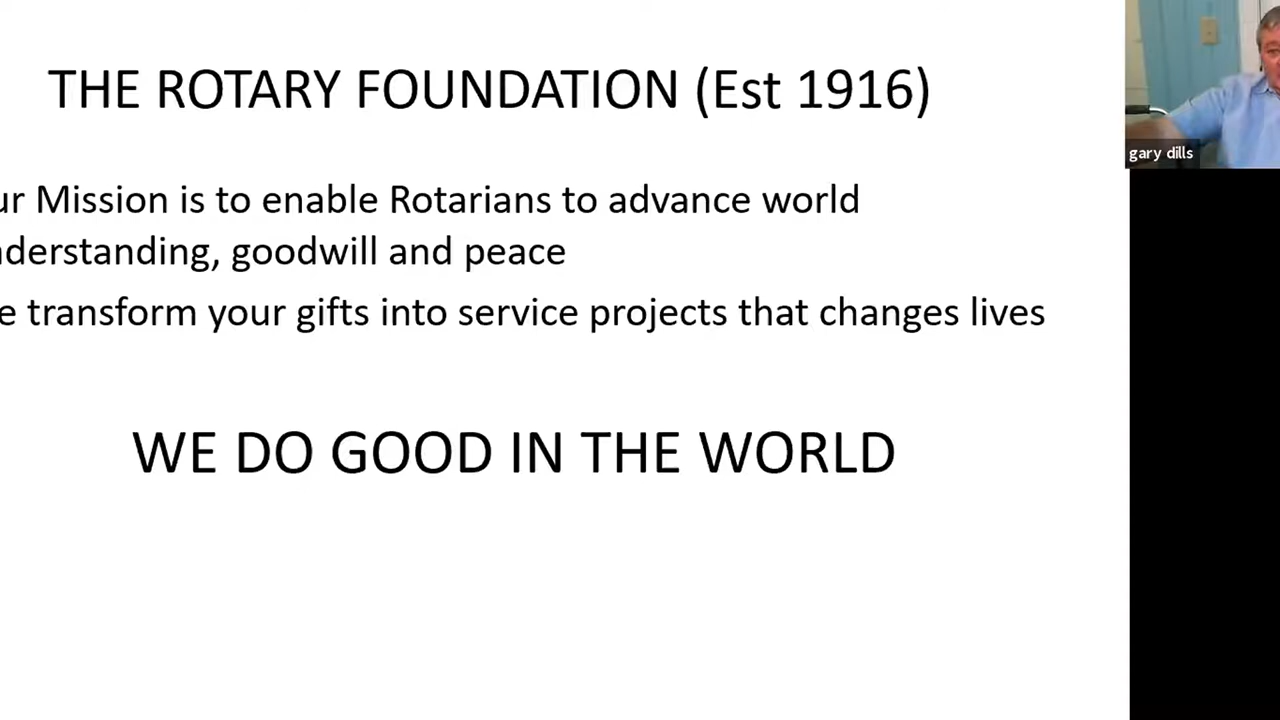 THE ROTARY FOUNDATION (Est 1916)
ur Mission is to enable Rotarians to advance world
nderstanding, goodwill and peace
e transform your gifts into service projects that changes lives
WE DO GOOD IN THE WORLD
gary dills